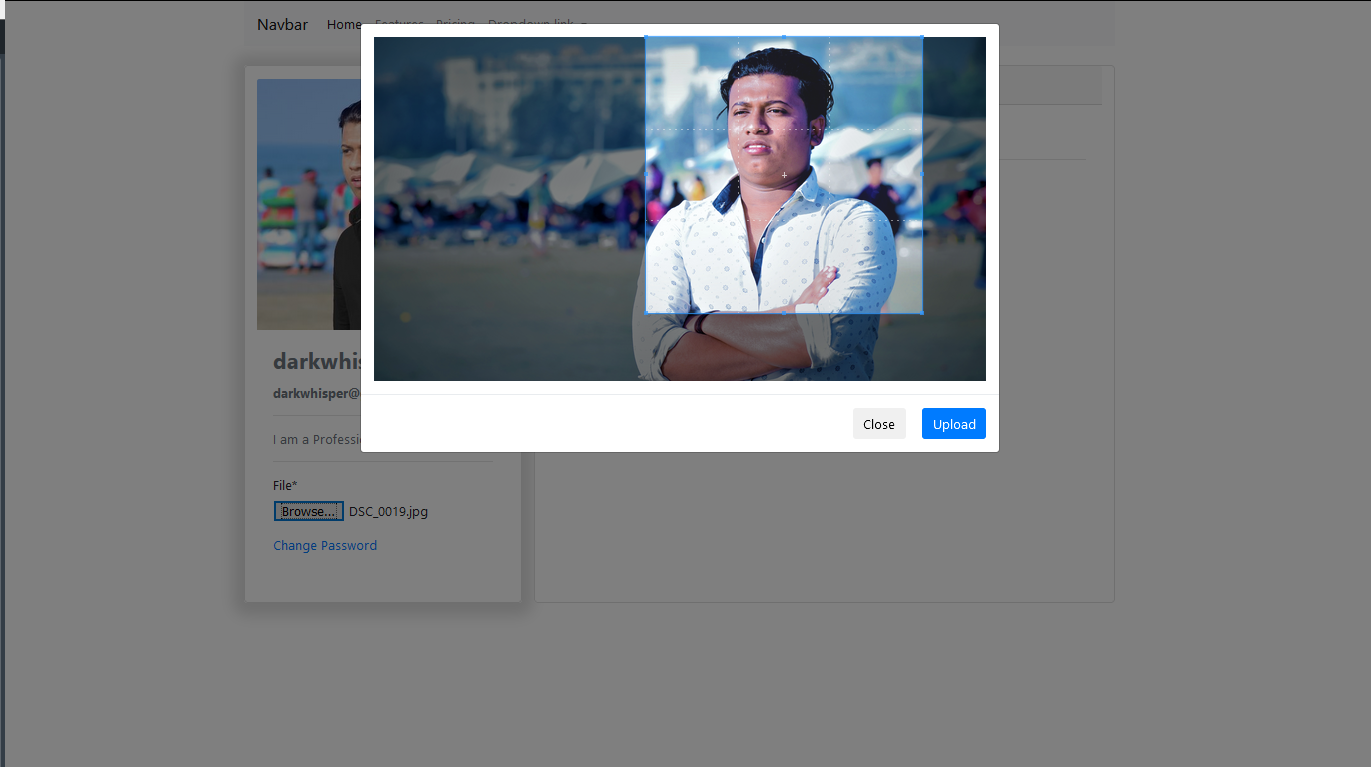 Navbar Home Features Pricing Dropdown link
Close Upload
darkwhis
darkwhisper@
I am a Professi
File*
Browse... DSC_0019.jpg
Change Password